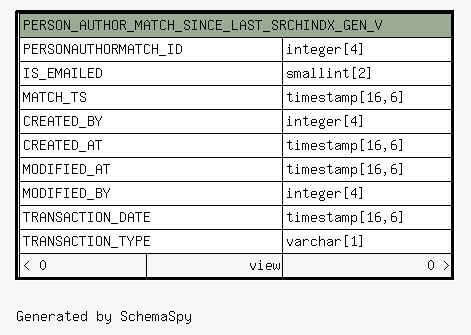 PERSON_AUTHOR_MATCH_SINCE_LAST_SRCHINDX_GEN_V
PERSONAUTHORMATCH_ID integer[4]
IS_EMAILED smallint[2]
MATCH_TS timestamp[16,6]
CREATED_BY integer[4]
CREATED_AT timestamp[16,6]
MODIFIED_AT timestamp[16,6]
MODIFIED_BY integer[4]
TRANSACTION_DATE timestamp[16,6]
TRANSACTION_TYPE varchar[1]
< 0 view 0 >
Generated by SchemaSpy